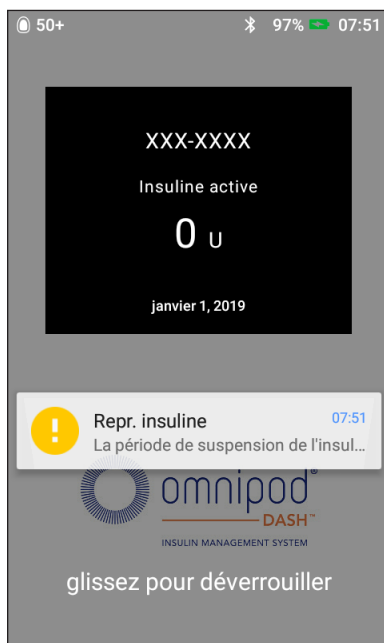 50+ 97% 07:51
XXX-XXXX
Insuline active
0 U
janvier 1, 2019
Repr. insuline 07:51
La période de suspension de l'insul...
omnipod®
DASH™
INSULIN MANAGEMENT SYSTEM
glissez pour déverrouiller